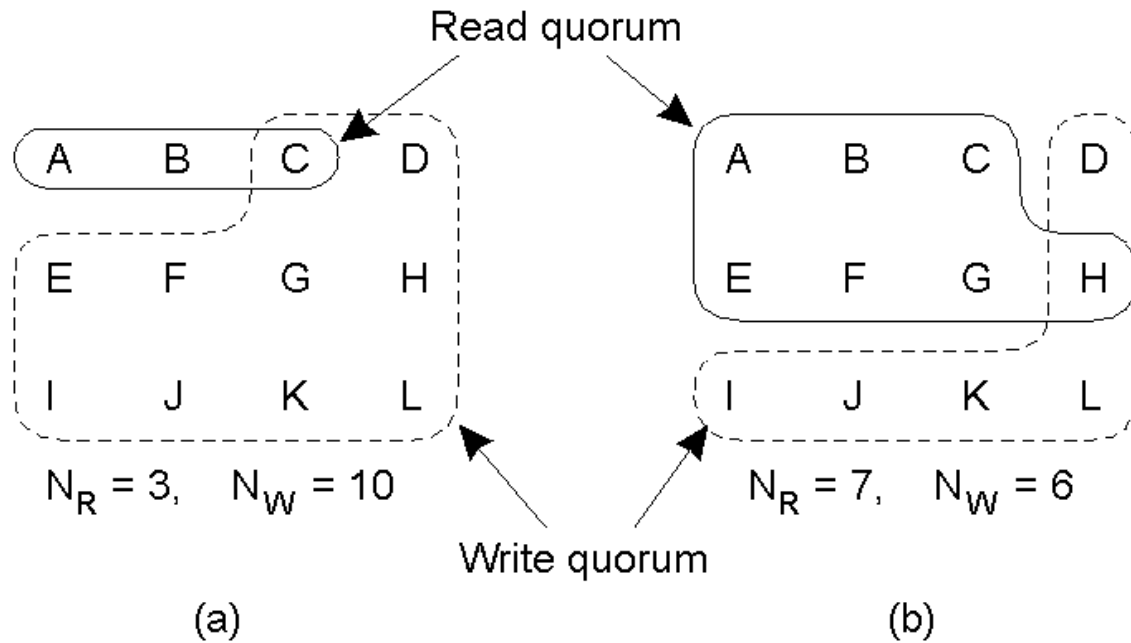 Read quorum
A B C D
E F G H
I J K L
N_R = 3, N_W = 10
A B C D
E F G H
I J K L
N_R = 7, N_W = 6
Write quorum
(a)
(b)